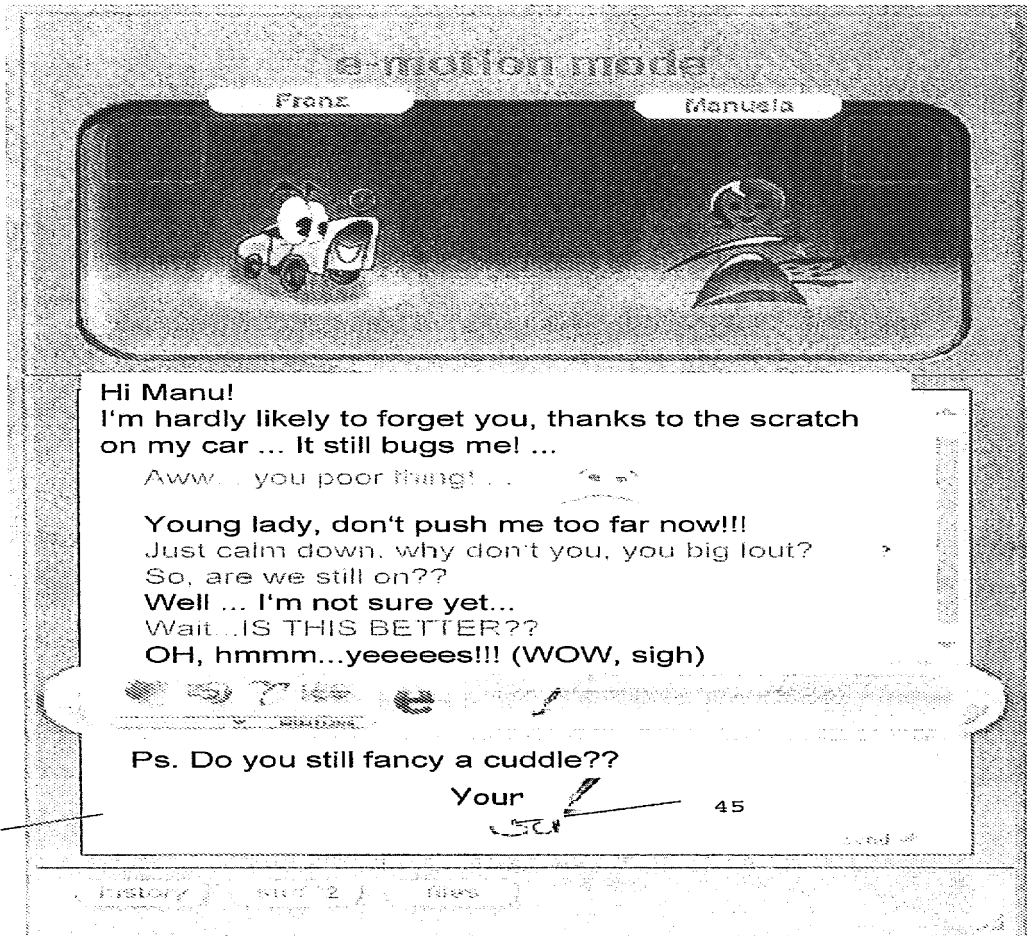 e-motion mode
Franz
Manuela
Hi Manu!
I'm hardly likely to forget you, thanks to the scratch
on my car ... It still bugs me! ...
Aww... you poor thing! ...
Young lady, don't push me too far now!!!
Just calm down, why don't you, you big lout?
So, are we still on??
Well ... I'm not sure yet...
Wait...IS THIS BETTER??
OH, hmmm...yeeeees!!! (WOW, sigh)
Ps. Do you still fancy a cuddle??
Your
45
send
history
files